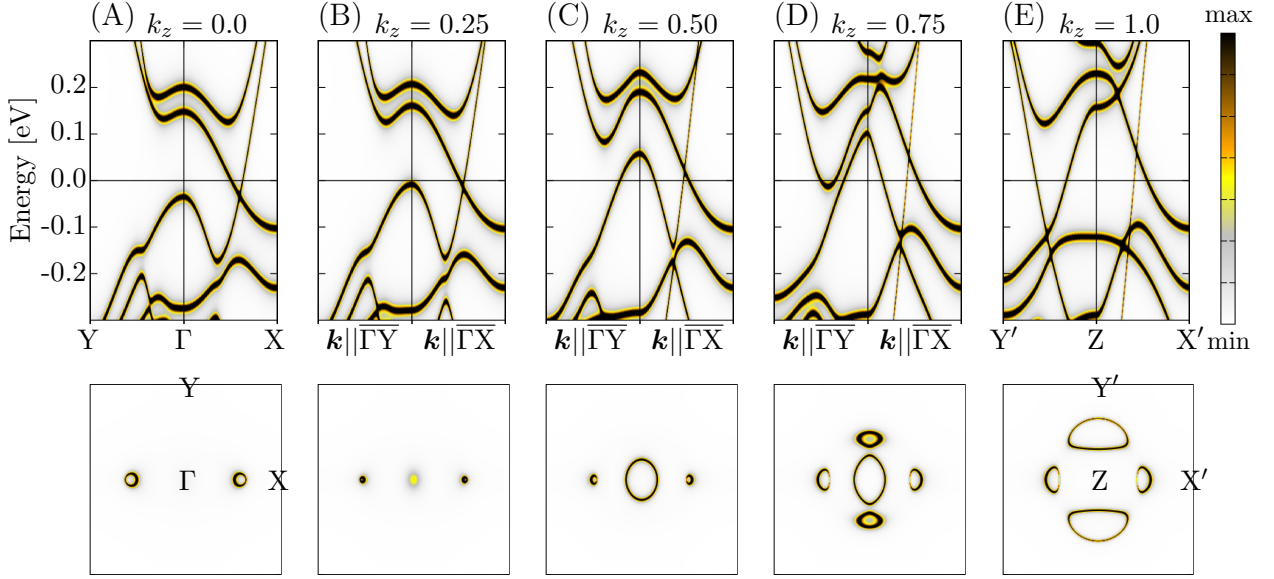 (A) (B) (C) (D) (E)
k_z = 0.0 k_z = 0.25 k_z = 0.50 k_z = 0.75 k_z = 1.0
max
Energy [eV]
0.2
0.1
0.0
-0.1
-0.2
min
Y Γ X k||ΓY k||ΓX k||ΓY k||ΓX k||ΓY k||ΓX Y′ Z X′
Y Y′
Γ X Z X′